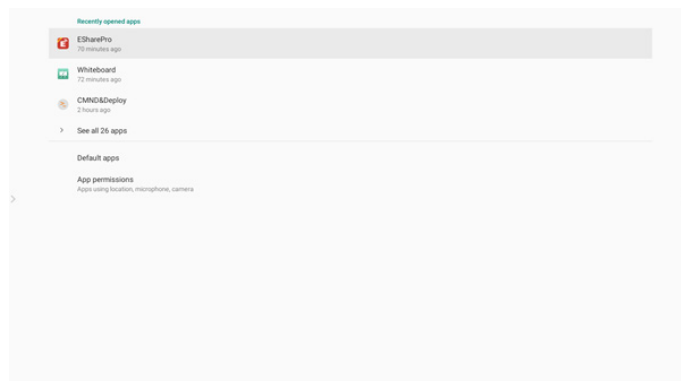 Recently opened apps
ESharePro
70 minutes ago
Whiteboard
72 minutes ago
CMND&Deploy
2 hours ago
See all 26 apps
Default apps
App permissions
Apps using location, microphone, camera